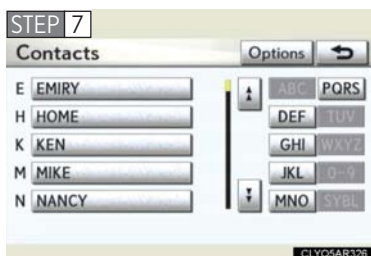 STEP 7
Contacts Options
E EMIRY ABC PQRS
H HOME DEF TUV
K KEN GHI WXYZ
M MIKE JKL 0-9
N NANCY MNO SYBL
CLYO5AR326